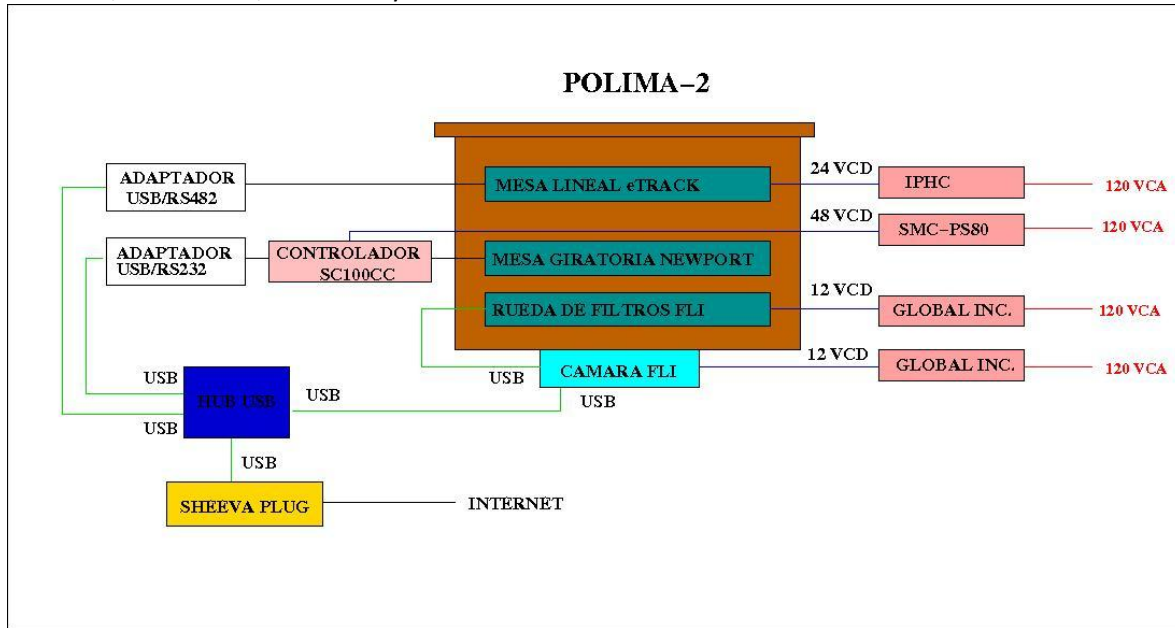 POLIMA-2
ADAPTADOR
USB/RS482
MESA LINEAL eTRACK
24 VCD
IPHC
120 VCA
48 VCD
SMC-PS80
120 VCA
ADAPTADOR
USB/RS232
CONTROLADOR
SC100CC
MESA GIRATORIA NEWPORT
12 VCD
RUEDA DE FILTROS FLI
GLOBAL INC.
120 VCA
12 VCD
USB
CAMARA FLI
GLOBAL INC.
120 VCA
USB
USB
USB
HUB USB
USB
USB
SHEEVA PLUG
INTERNET